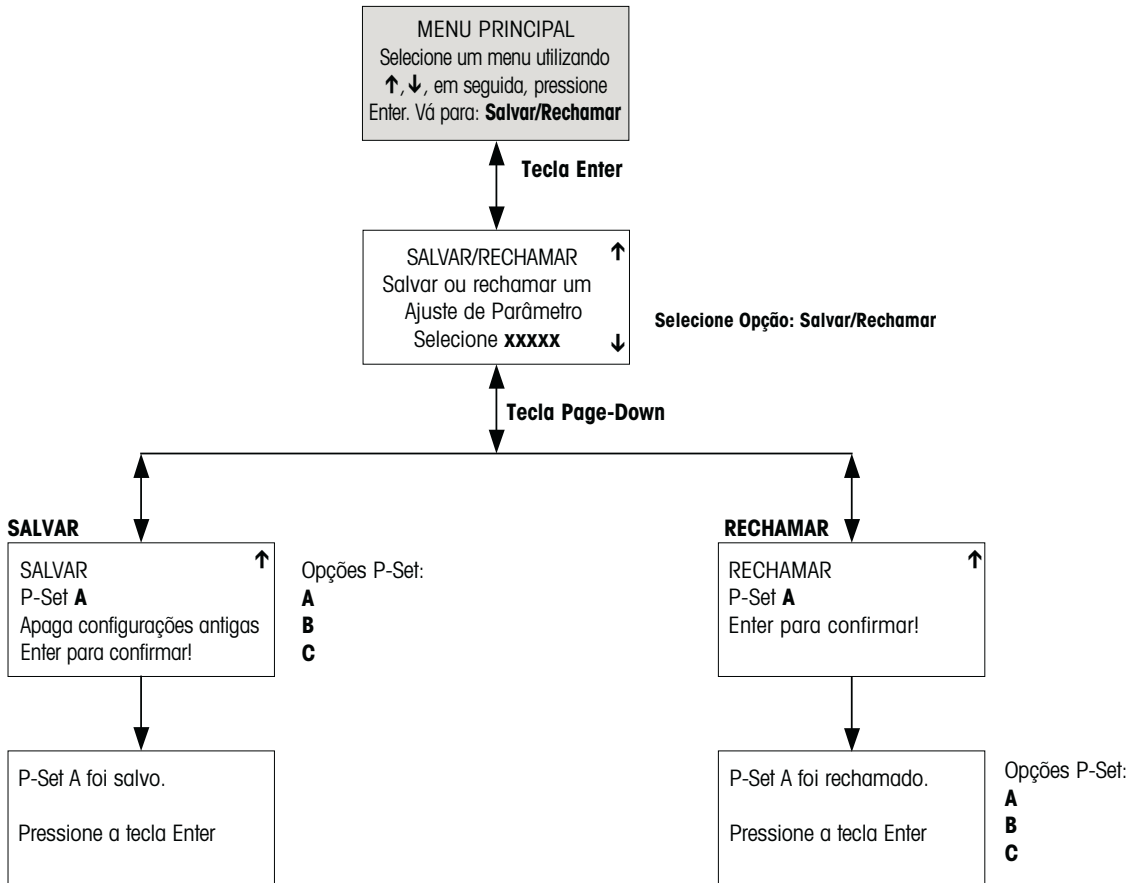 MENU PRINCIPAL
Selecione um menu utilizando
↑,↓, em seguida, pressione
Enter. Vá para: Salvar/Rechamar
Tecla Enter
SALVAR/RECHAMAR ↑
Salvar ou rechamar um
Ajuste de Parâmetro
Selecione xxxxx ↓
Selecione Opção: Salvar/Rechamar
Tecla Page-Down
SALVAR
SALVAR ↑
P-Set A
Apaga configurações antigas
Enter para confirmar!
Opções P-Set:
A
B
C
RECHAMAR
RECHAMAR ↑
P-Set A
Enter para confirmar!
P-Set A foi salvo.
Pressione a tecla Enter
P-Set A foi rechamado.
Pressione a tecla Enter
Opções P-Set:
A
B
C